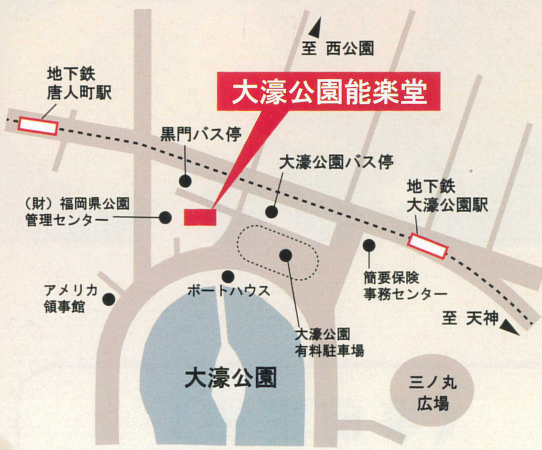 至 西公園
地下鉄
唐人町駅
大濠公園能楽堂
黒門バス停
大濠公園バス停
地下鉄
大濠公園駅
（財）福岡県公園
管理センター
簡要保険
事務センター
アメリカ
領事館
ボートハウス
至 天神
大濠公園
有料駐車場
大濠公園
三ノ丸
広場